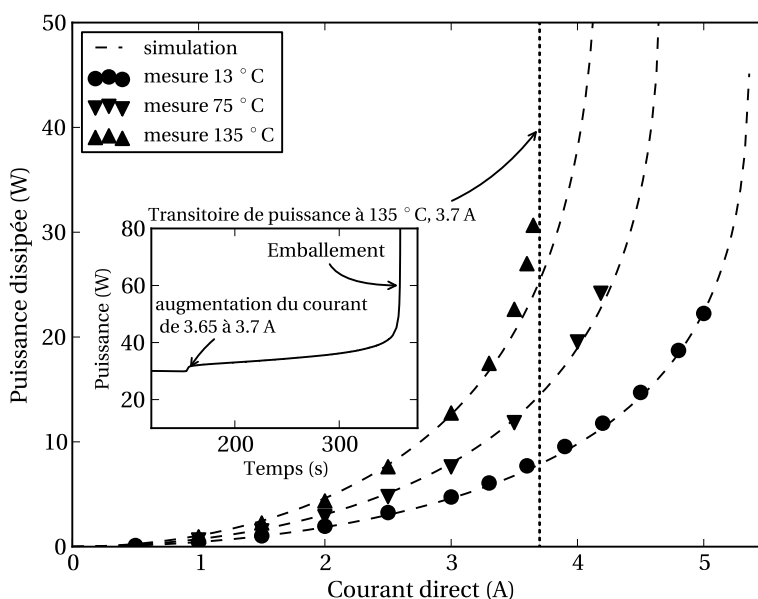 50
40
30
20
10
0
Puissance dissipée (W)
simulation
mesure 13 °C
mesure 75 °C
mesure 135 °C
Transitoire de puissance à 135 °C, 3.7 A
80
60
40
20
Puissance (W)
Emballement
augmentation du courant
de 3.65 à 3.7 A
200
300
Temps (s)
0
1
2
3
4
5
Courant direct (A)